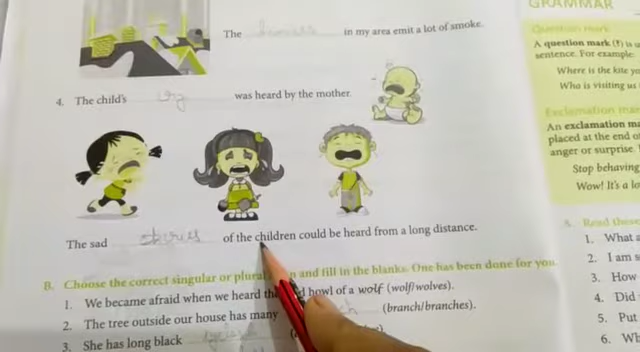 The in my area emit a lot of smoke.
4. The child's cry was heard by the mother.
The sad of the children could be heard from a long distance.
B. Choose the correct singular or plural and fill in the blanks. One has been done for you.
1. We became afraid when we heard the howl of a wolf (wolf/wolves).
2. The tree outside our house has many (branch/branches).
3. She has long black
GRAMMAR
Question mark
A question mark (?) is
sentence. For example:
Where is the kite
Who is visiting us
Exclamation
An exclamation
placed at the end
anger or surprise.
Stop behaving
Wow! It's a
A. Read these
1. What
2. I am
3. How
4. Did
5. Put
6.